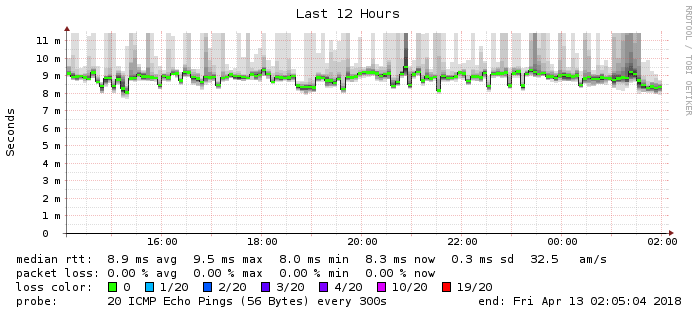 Last 12 Hours
RRDTOOL / TOBI OETIKER
Seconds
11 m
10 m
9 m
8 m
7 m
6 m
5 m
4 m
3 m
2 m
1 m
0
16:00 18:00 20:00 22:00 00:00 02:00
median rtt: 8.9 ms avg 9.5 ms max 8.0 ms min 8.3 ms now 0.3 ms sd 32.5 am/s
packet loss: 0.00 % avg 0.00 % max 0.00 % min 0.00 % now
loss color: 0 1/20 2/20 3/20 4/20 10/20 19/20
probe: 20 ICMP Echo Pings (56 Bytes) every 300s end: Fri Apr 13 02:05:04 2018